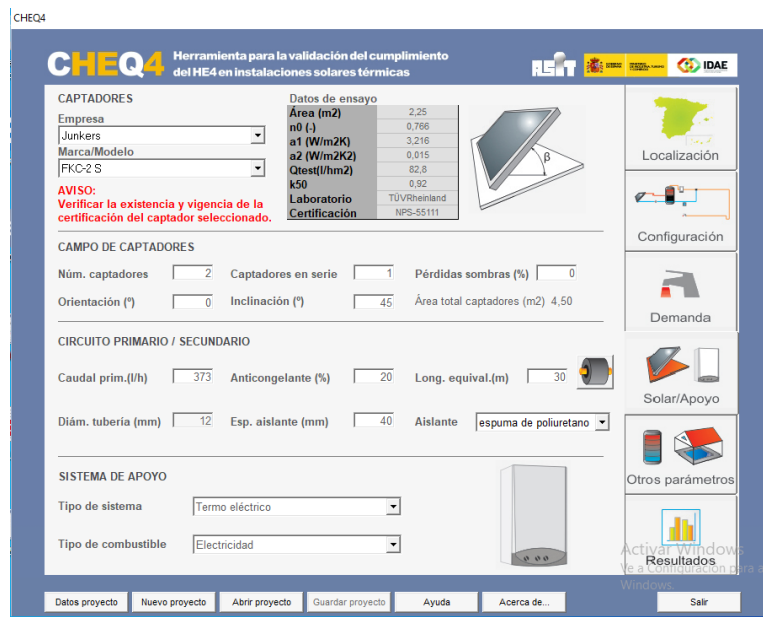 CHEQ4
CHEQ4 Herramienta para la validación del cumplimiento
del HE4 en instalaciones solares térmicas
ASIT
IDAE
CAPTADORES
Datos de ensayo
Empresa
Junkers
Marca/Modelo
FKC-2 S
AVISO:
Verificar la existencia y vigencia de la
certificación del captador seleccionado.
Área (m2) 2,25
n0 (-) 0,766
a1 (W/m2K) 3,216
a2 (W/m2K2) 0,015
Qtest(l/hm2) 82,8
k50 0,92
Laboratorio TÜVRheinland
Certificación NPS-55111
β
Localización
CAMPO DE CAPTADORES
Núm. captadores 2 Captadores en serie 1 Pérdidas sombras (%) 0
Orientación (º) 0 Inclinación (º) 45 Área total captadores (m2) 4,50
Configuración
Demanda
CIRCUITO PRIMARIO / SECUNDARIO
Caudal prim.(l/h) 373 Anticongelante (%) 20 Long. equival.(m) 30
Diám. tubería (mm) 12 Esp. aislante (mm) 40 Aislante espuma de poliuretano
Solar/Apoyo
SISTEMA DE APOYO
Tipo de sistema Termo eléctrico
Tipo de combustible Electricidad
Otros parámetros
Resultados
Activar Windows
Ve a Configuración para a
Windows.
Datos proyecto Nuevo proyecto Abrir proyecto Guardar proyecto Ayuda Acerca de... Salir